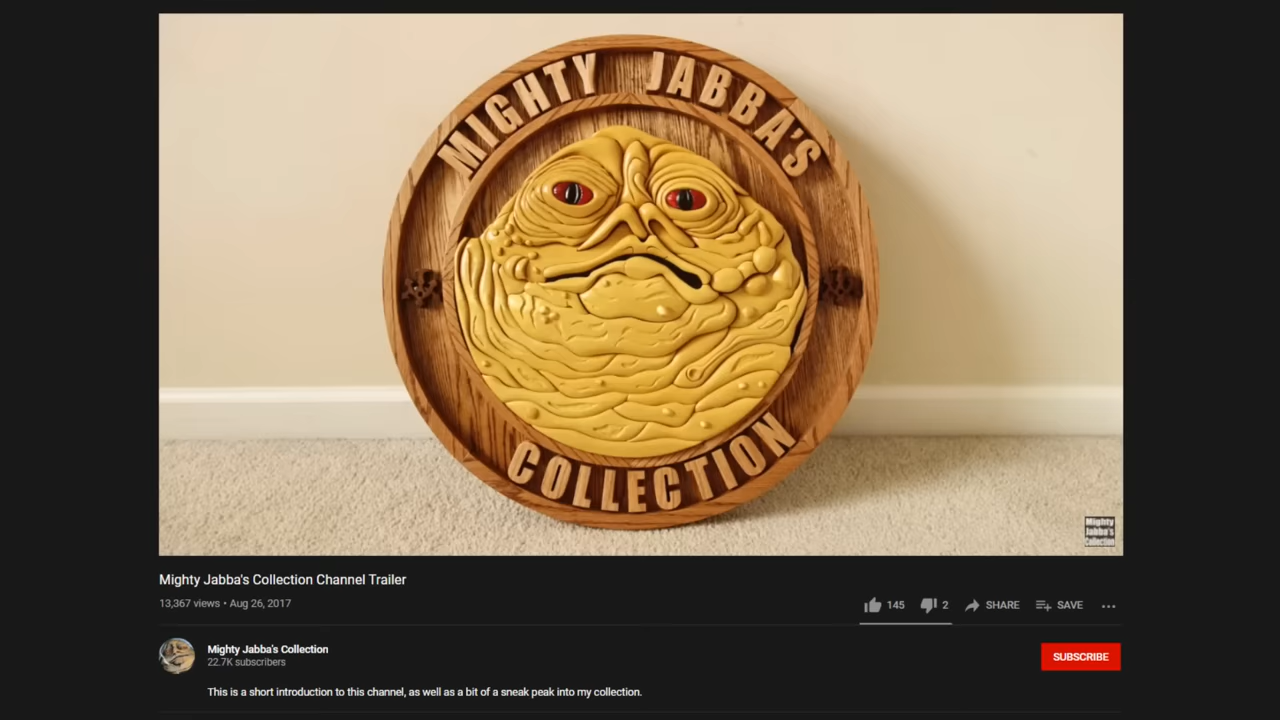 MIGHTY JABBA'S
COLLECTION
Mighty
Jabba's
Collection
Mighty Jabba's Collection Channel Trailer
13,367 views • Aug 26, 2017
145 2 SHARE SAVE
Mighty Jabba's Collection
22.7K subscribers
SUBSCRIBE
This is a short introduction to this channel, as well as a bit of a sneak peak into my collection.